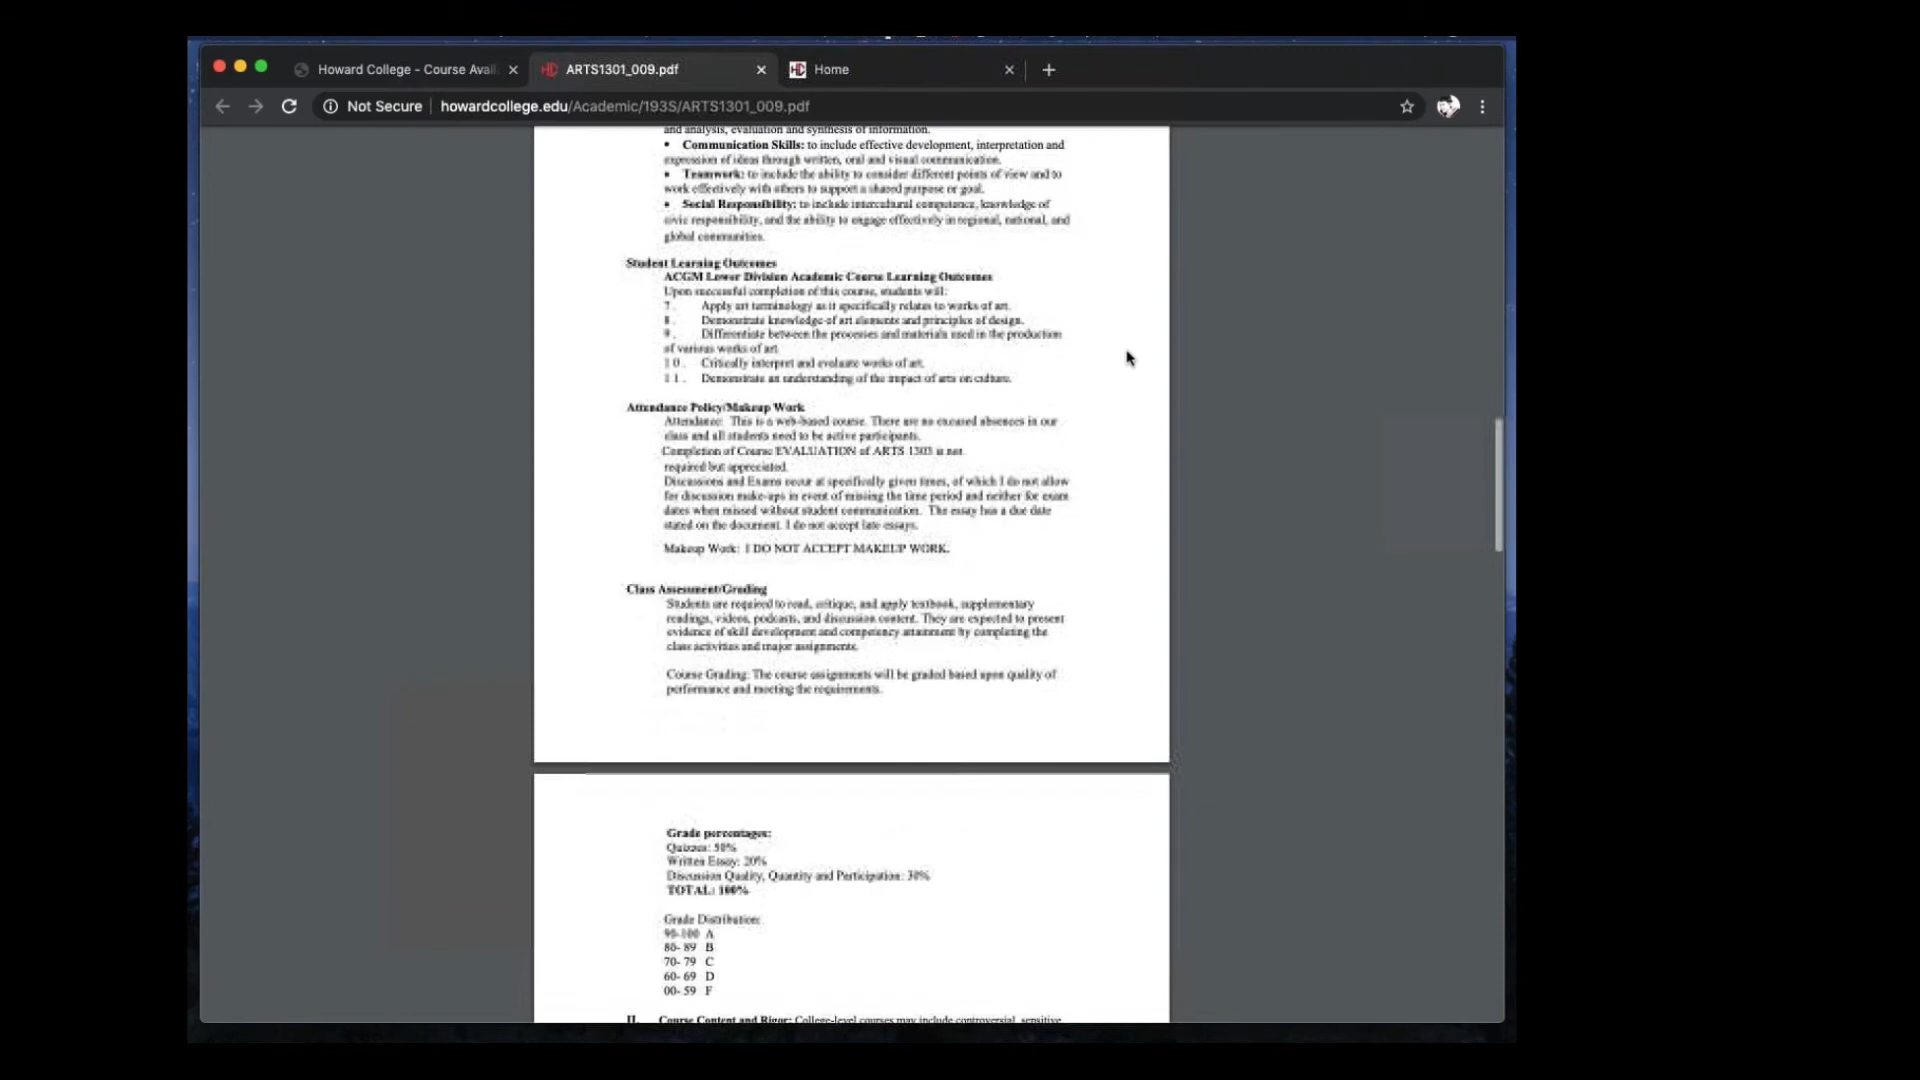 Howard College - Course Avail
ARTS1301_009.pdf
Home
Not Secure
howardcollege.edu/Academic/193S/ARTS1301_009.pdf
and analysis, evaluation and synthesis of information.
• Communication Skills: to include effective development, interpretation and
expression of ideas through written, oral and visual communication.
• Teamwork: to include the ability to consider different points of view and to
work effectively with others to support a shared purpose or goal.
• Social Responsibility: to include intercultural competence, knowledge of
civic responsibility, and the ability to engage effectively in regional, national, and
global communities.
Student Learning Outcomes
ACGM Lower Division Academic Course Learning Outcomes
Upon successful completion of this course, students will:
7. Apply art terminology as it specifically relates to works of art.
8. Demonstrate knowledge of art elements and principles of design.
9. Differentiate between the processes and materials used in the production
of various works of art.
10. Critically interpret and evaluate works of art.
11. Demonstrate an understanding of the impact of arts on culture.
Attendance Policy/Makeup Work
Attendance: This is a web-based course. There are no excused absences in our
class and all students need to be active participants.
Completion of Course EVALUATION of ARTS 1303 is not
required but appreciated.
Discussions and Exams occur at specifically given times, of which I do not allow
for discussion make-ups in event of missing the time period and neither for exam
dates when missed without student communication. The essay has a due date
stated on the document. I do not accept late essays.
Makeup Work: I DO NOT ACCEPT MAKEUP WORK.
Class Assessment/Grading
Students are required to read, critique, and apply textbook, supplementary
readings, videos, podcasts, and discussion content. They are expected to present
evidence of skill development and competency attainment by completing the
class activities and major assignments.
Course Grading: The course assignments will be graded based upon quality of
performance and meeting the requirements.
Grade percentages:
Quizzes: 50%
Written Essay: 20%
Discussion Quality, Quantity and Participation: 30%
TOTAL: 100%
Grade Distribution:
90-100 A
80- 89 B
70- 79 C
60- 69 D
00- 59 F
II. Course Content and Rigor: College-level courses may include controversial, sensitive